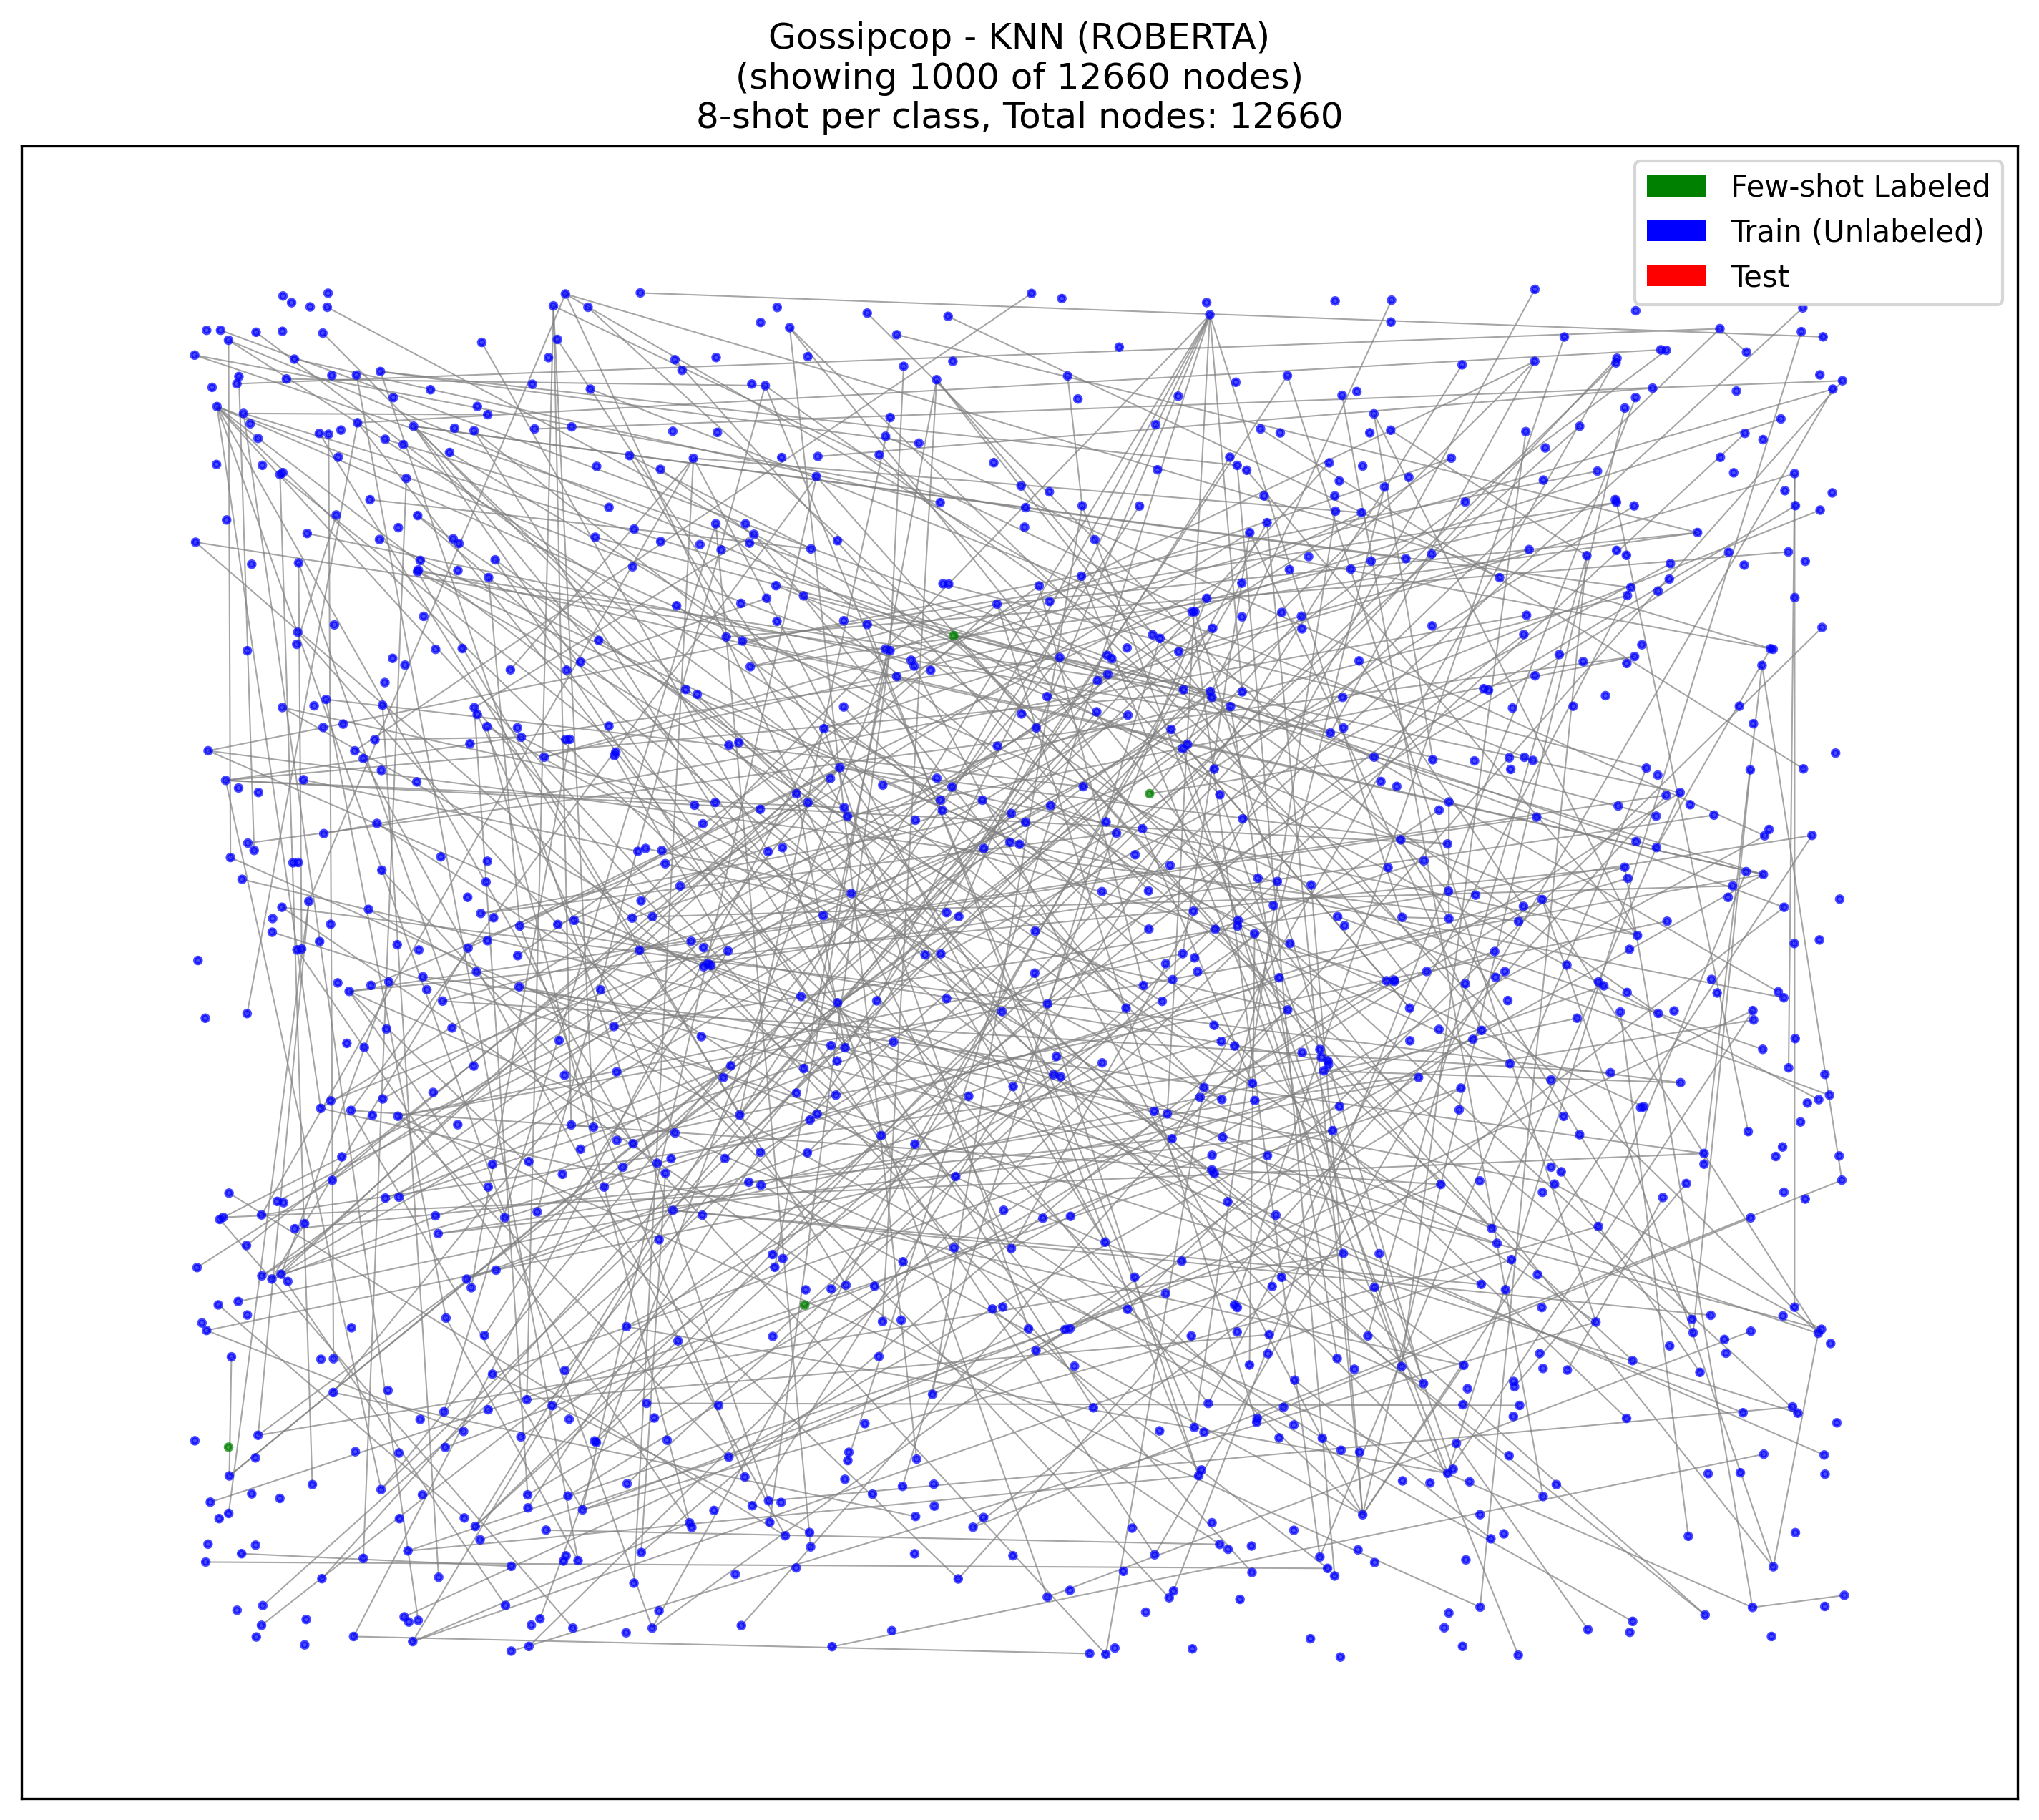 Gossipcop - KNN (ROBERTA)
(showing 1000 of 12660 nodes)
8-shot per class, Total nodes: 12660
Few-shot Labeled
Train (Unlabeled)
Test